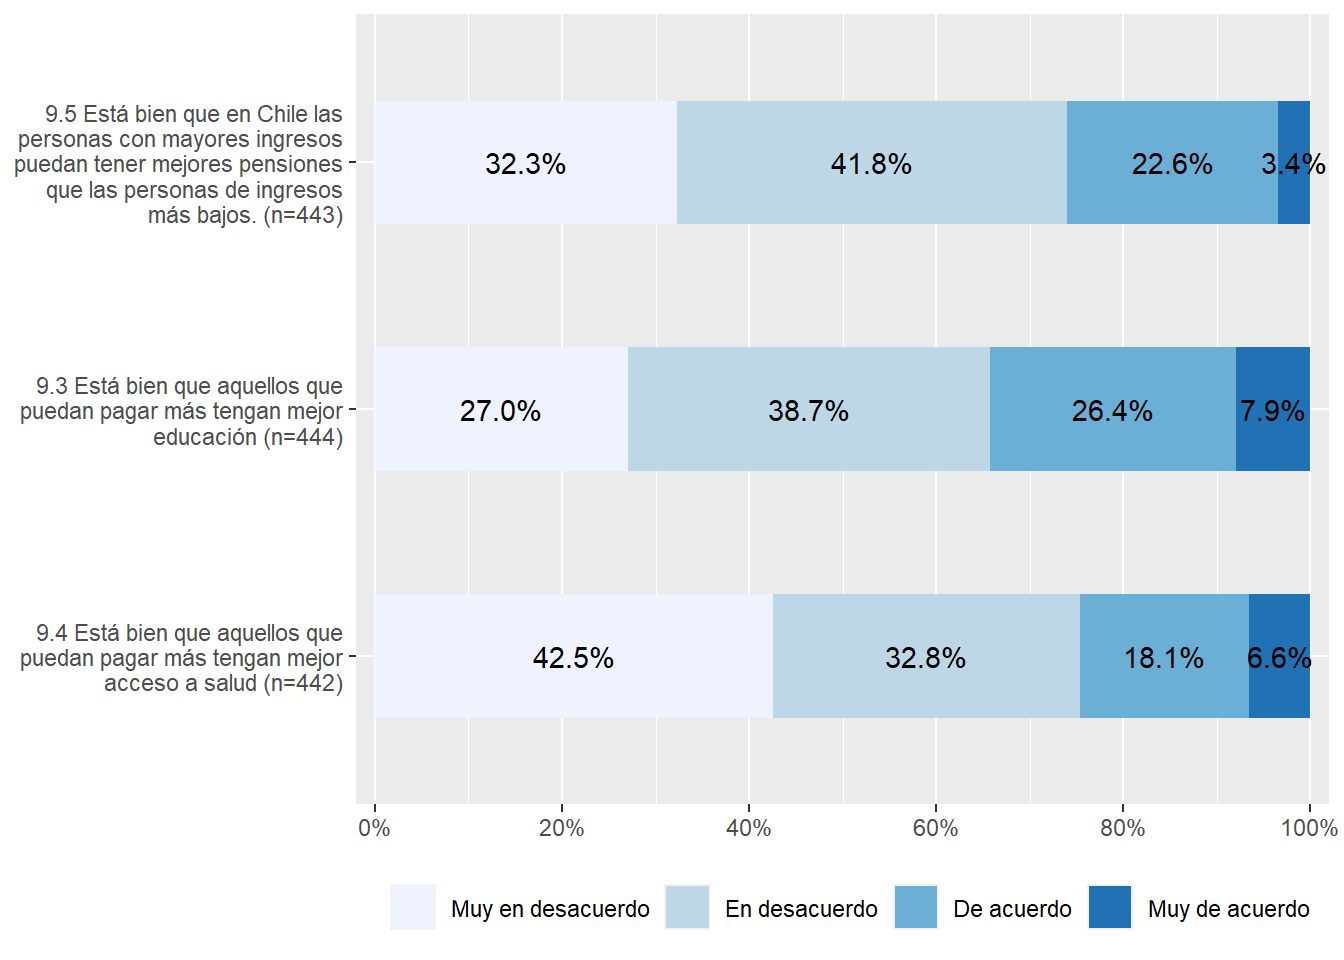 9.5 Está bien que en Chile las
personas con mayores ingresos
puedan tener mejores pensiones
que las personas de ingresos
más bajos. (n=443)
32.3%
41.8%
22.6%
3.4%
9.3 Está bien que aquellos que
puedan pagar más tengan mejor
educación (n=444)
27.0%
38.7%
26.4%
7.9%
9.4 Está bien que aquellos que
puedan pagar más tengan mejor
acceso a salud (n=442)
42.5%
32.8%
18.1%
6.6%
0%
20%
40%
60%
80%
100%
Muy en desacuerdo
En desacuerdo
De acuerdo
Muy de acuerdo